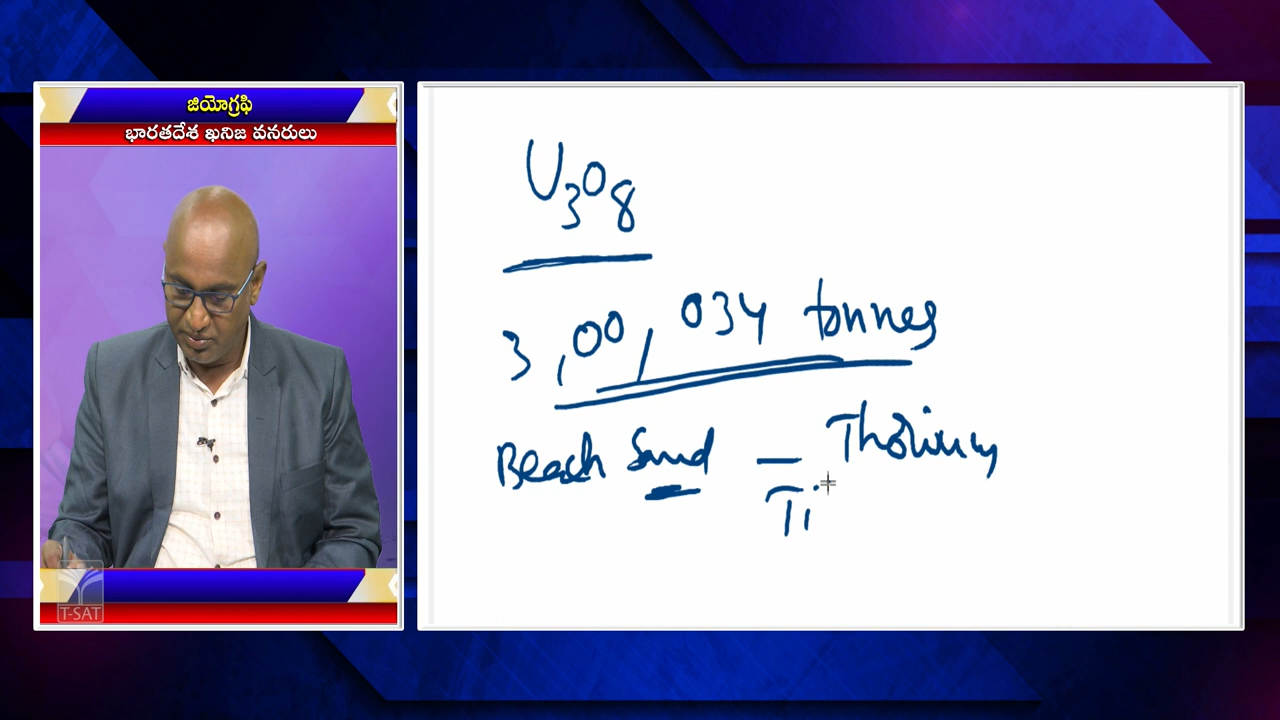 జియోగ్రఫి
భారతదేశ ఖనిజ వనరులు
U3O8
3,00,034 tonnes
Beach Sand — Thorium
Ti
T-SAT